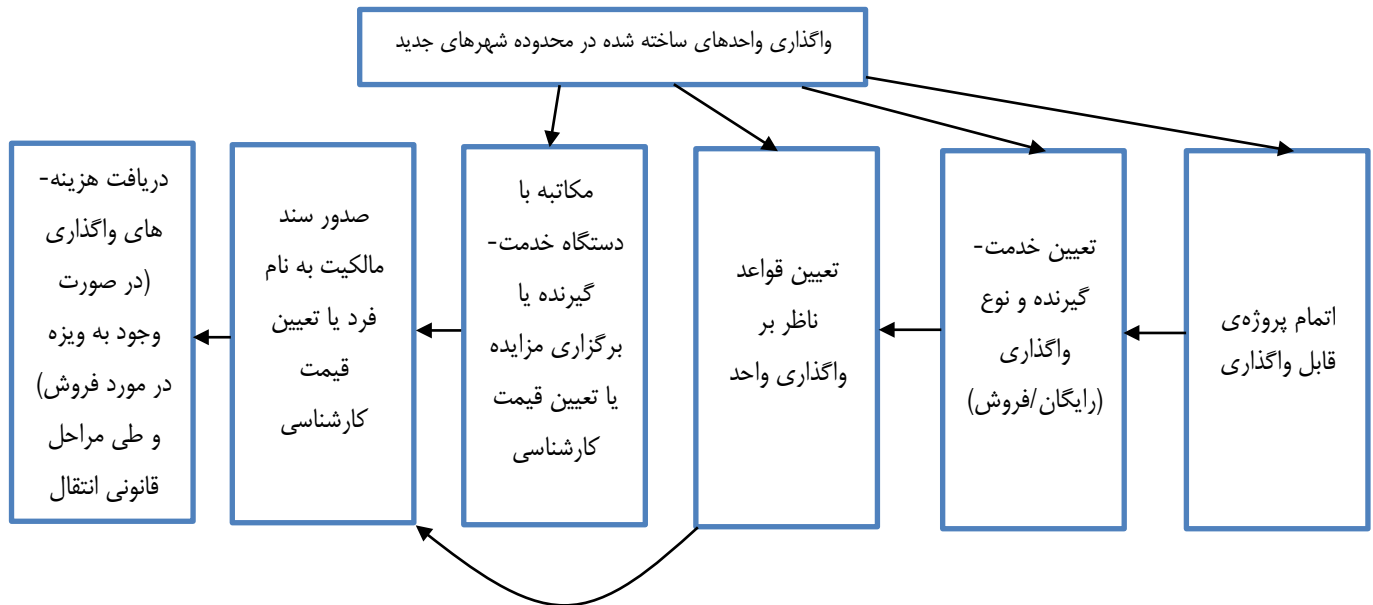 واگذاری واحدهای ساخته شده در محدوده شهرهای جدید
اتمام پروژه‌ی
قابل واگذاری
تعیین خدمت-
گیرنده و نوع
واگذاری
(رایگان/فروش)
تعیین قواعد
ناظر بر
واگذاری واحد
مکاتبه با
دستگاه خدمت-
گیرنده یا
برگزاری مزایده
یا تعیین قیمت
کارشناسی
صدور سند
مالکیت به نام
فرد یا تعیین
قیمت
کارشناسی
دریافت هزینه-
های واگذاری
(در صورت
وجود به ویزه
در مورد فروش)
و طی مراحل
قانونی انتقال